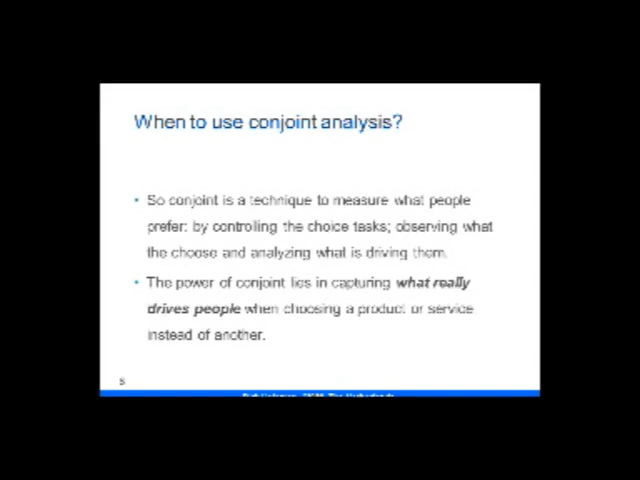 When to use conjoint analysis?
• So conjoint is a technique to measure what people
prefer: by controlling the choice tasks; observing what
the choose and analyzing what is driving them.
• The power of conjoint lies in capturing what really
drives people when choosing a product or service
instead of another.
The Netherlands